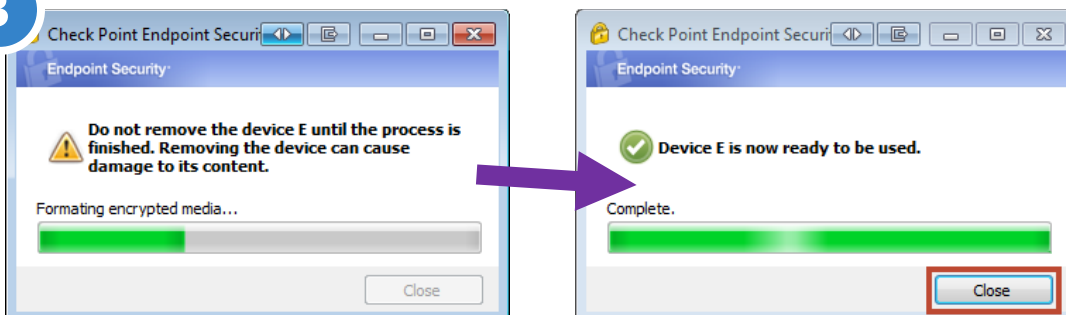 3
Check Point Endpoint Securi
Endpoint Security
Do not remove the device E until the process is
finished. Removing the device can cause
damage to its content.
Formating encrypted media...
Close
Check Point Endpoint Securi
Endpoint Security
Device E is now ready to be used.
Complete.
Close